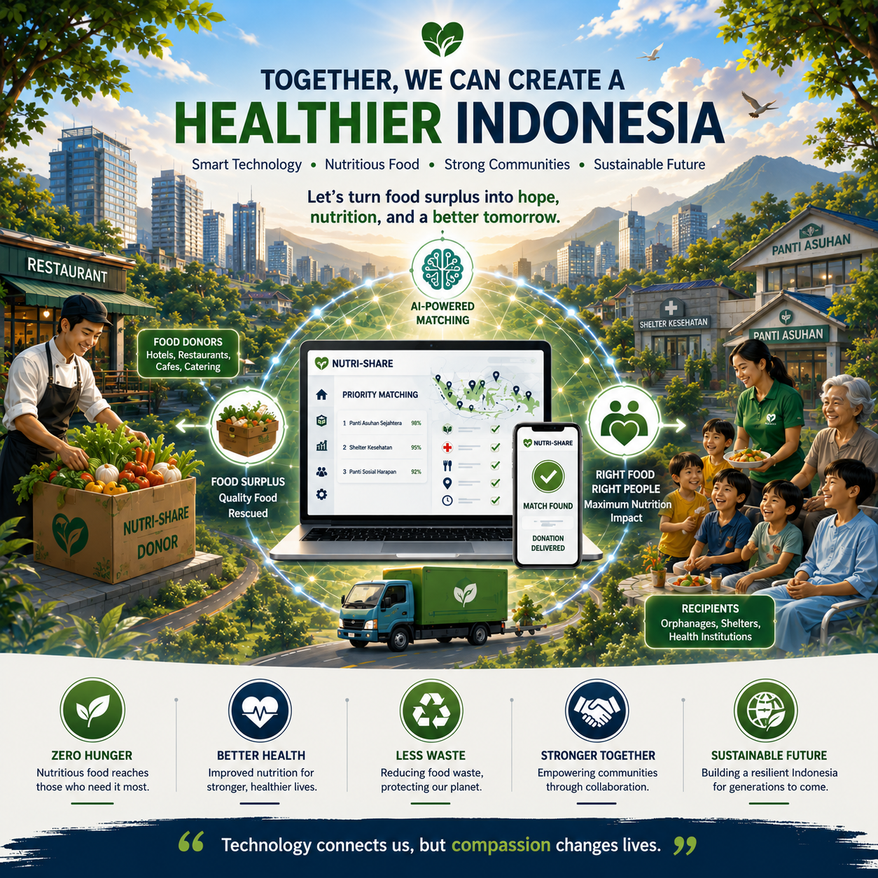 TOGETHER, WE CAN CREATE A
HEALTHIER INDONESIA
Smart Technology • Nutritious Food • Strong Communities • Sustainable Future
Let's turn food surplus into hope,
nutrition, and a better tomorrow.
AI-POWERED
MATCHING
RESTAURANT
FOOD DONORS
Hotels, Restaurants,
Cafes, Catering
FOOD SURPLUS
Quality Food
Rescued
NUTRI-SHARE
DONOR
NUTRI-SHARE
PRIORITY MATCHING
1 Panti Asuhan Sejahtera 98%
2 Shelter Kesehatan 95%
3 Panti Sosial Harapan 92%
NUTRI-SHARE
MATCH FOUND
DONATION
DELIVERED
RIGHT FOOD
RIGHT PEOPLE
Maximum Nutrition
Impact
PANTI ASUHAN
SHELTER KESEHATAN
PANTI ASUHAN
RECIPIENTS
Orphanages, Shelters,
Health Institutions
ZERO HUNGER
Nutritious food reaches
those who need it most.
BETTER HEALTH
Improved nutrition for
stronger, healthier lives.
LESS WASTE
Reducing food waste,
protecting our planet.
STRONGER TOGETHER
Empowering communities
through collaboration.
SUSTAINABLE FUTURE
Building a resilient Indonesia
for generations to come.
“ Technology connects us, but compassion changes lives. ”